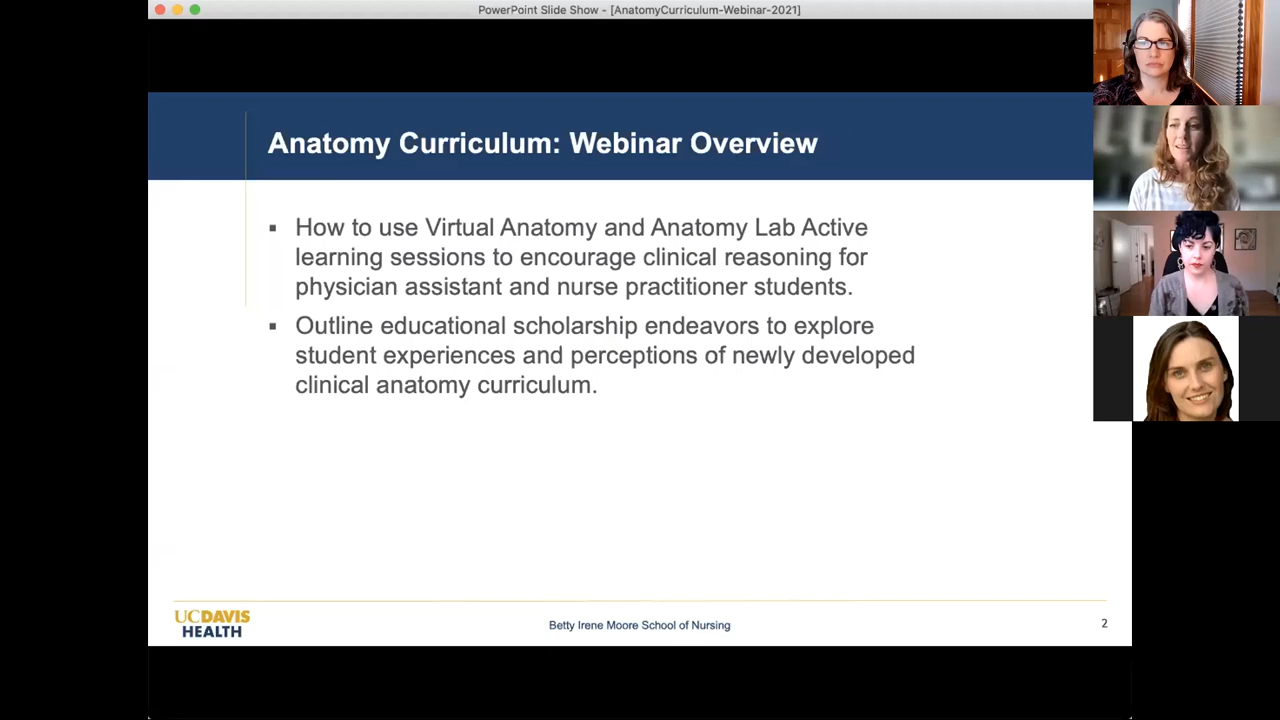 PowerPoint Slide Show - [AnatomyCurriculum-Webinar-2021]
Anatomy Curriculum: Webinar Overview
▪ How to use Virtual Anatomy and Anatomy Lab Active
learning sessions to encourage clinical reasoning for
physician assistant and nurse practitioner students.
▪ Outline educational scholarship endeavors to explore
student experiences and perceptions of newly developed
clinical anatomy curriculum.
UCDAVIS
HEALTH
Betty Irene Moore School of Nursing
2